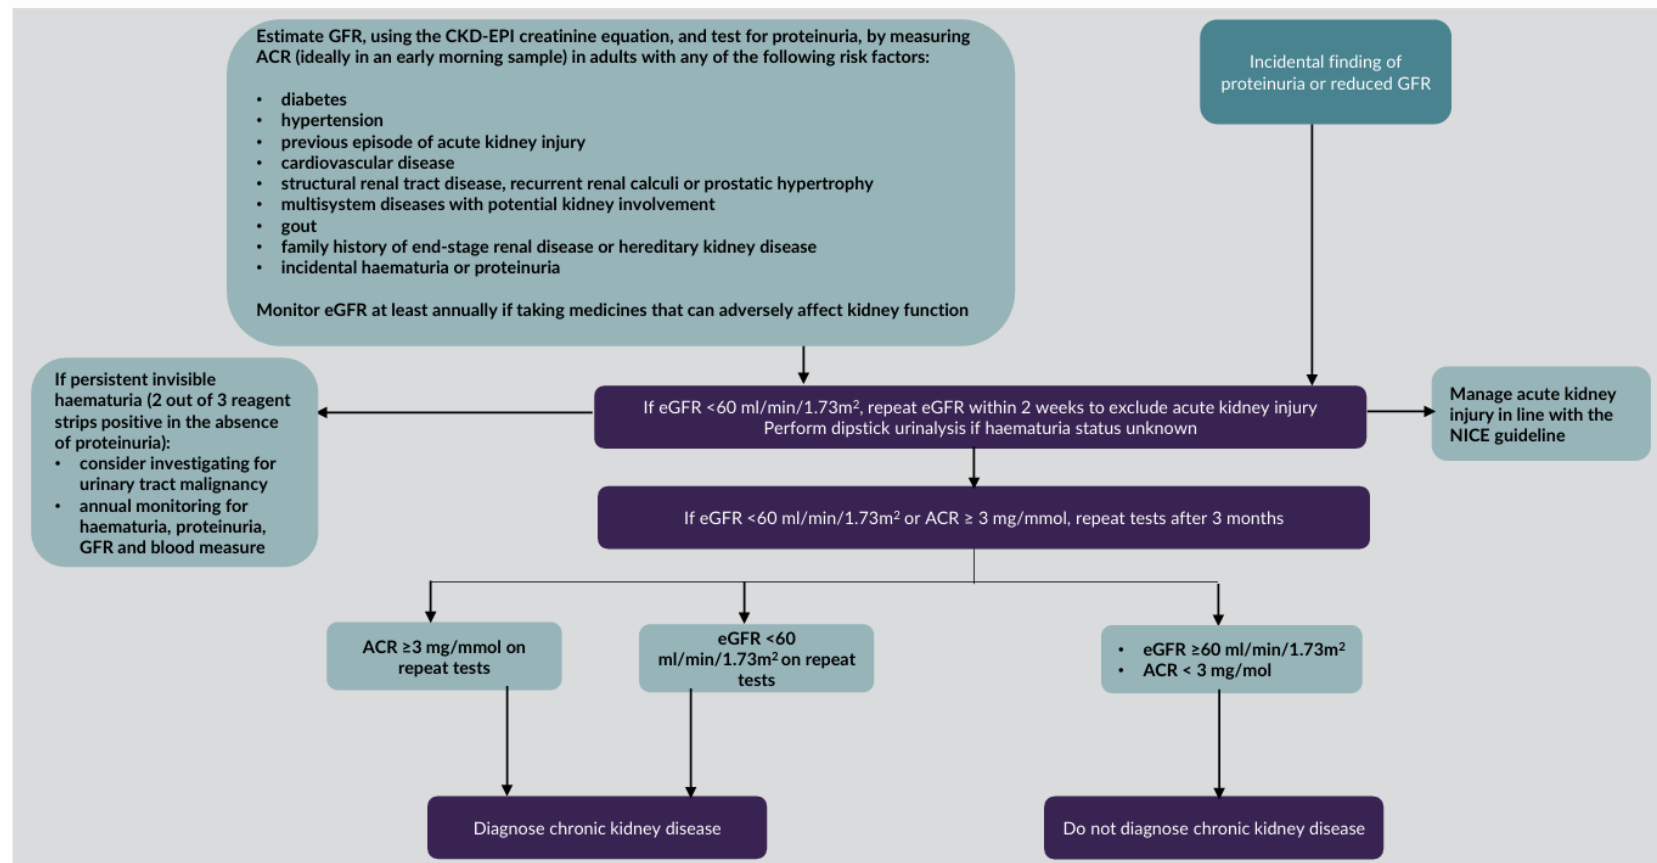 Estimate GFR, using the CKD-EPI creatinine equation, and test for proteinuria, by measuring
ACR (ideally in an early morning sample) in adults with any of the following risk factors:
• diabetes
• hypertension
• previous episode of acute kidney injury
• cardiovascular disease
• structural renal tract disease, recurrent renal calculi or prostatic hypertrophy
• multisystem diseases with potential kidney involvement
• gout
• family history of end-stage renal disease or hereditary kidney disease
• incidental haematuria or proteinuria
Monitor eGFR at least annually if taking medicines that can adversely affect kidney function
Incidental finding of
proteinuria or reduced GFR
If persistent invisible
haematuria (2 out of 3 reagent
strips positive in the absence
of proteinuria):
• consider investigating for
urinary tract malignancy
• annual monitoring for
haematuria, proteinuria,
GFR and blood measure
If eGFR <60 ml/min/1.73m², repeat eGFR within 2 weeks to exclude acute kidney injury
Perform dipstick urinalysis if haematuria status unknown
Manage acute kidney
injury in line with the
NICE guideline
If eGFR <60 ml/min/1.73m² or ACR ≥ 3 mg/mmol, repeat tests after 3 months
ACR ≥3 mg/mmol on
repeat tests
eGFR <60
ml/min/1.73m² on repeat
tests
• eGFR ≥60 ml/min/1.73m²
• ACR < 3 mg/mol
Diagnose chronic kidney disease
Do not diagnose chronic kidney disease